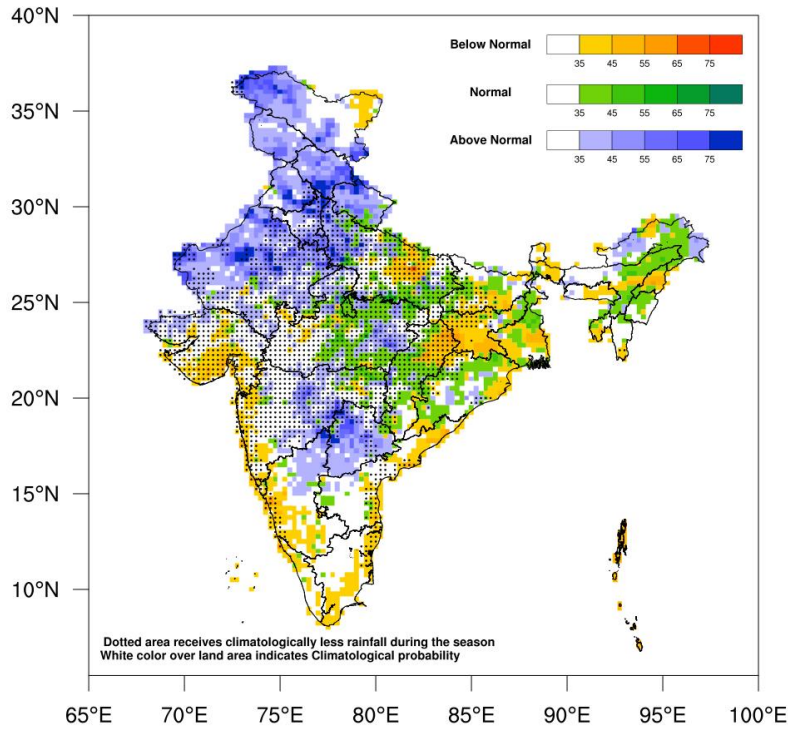 40°N
35°N
30°N
25°N
20°N
15°N
10°N
Below Normal
35 45 55 65 75
Normal
35 45 55 65 75
Above Normal
35 45 55 65 75
Dotted area receives climatologically less rainfall during the season
White color over land area indicates Climatological probability
65°E 70°E 75°E 80°E 85°E 90°E 95°E 100°E